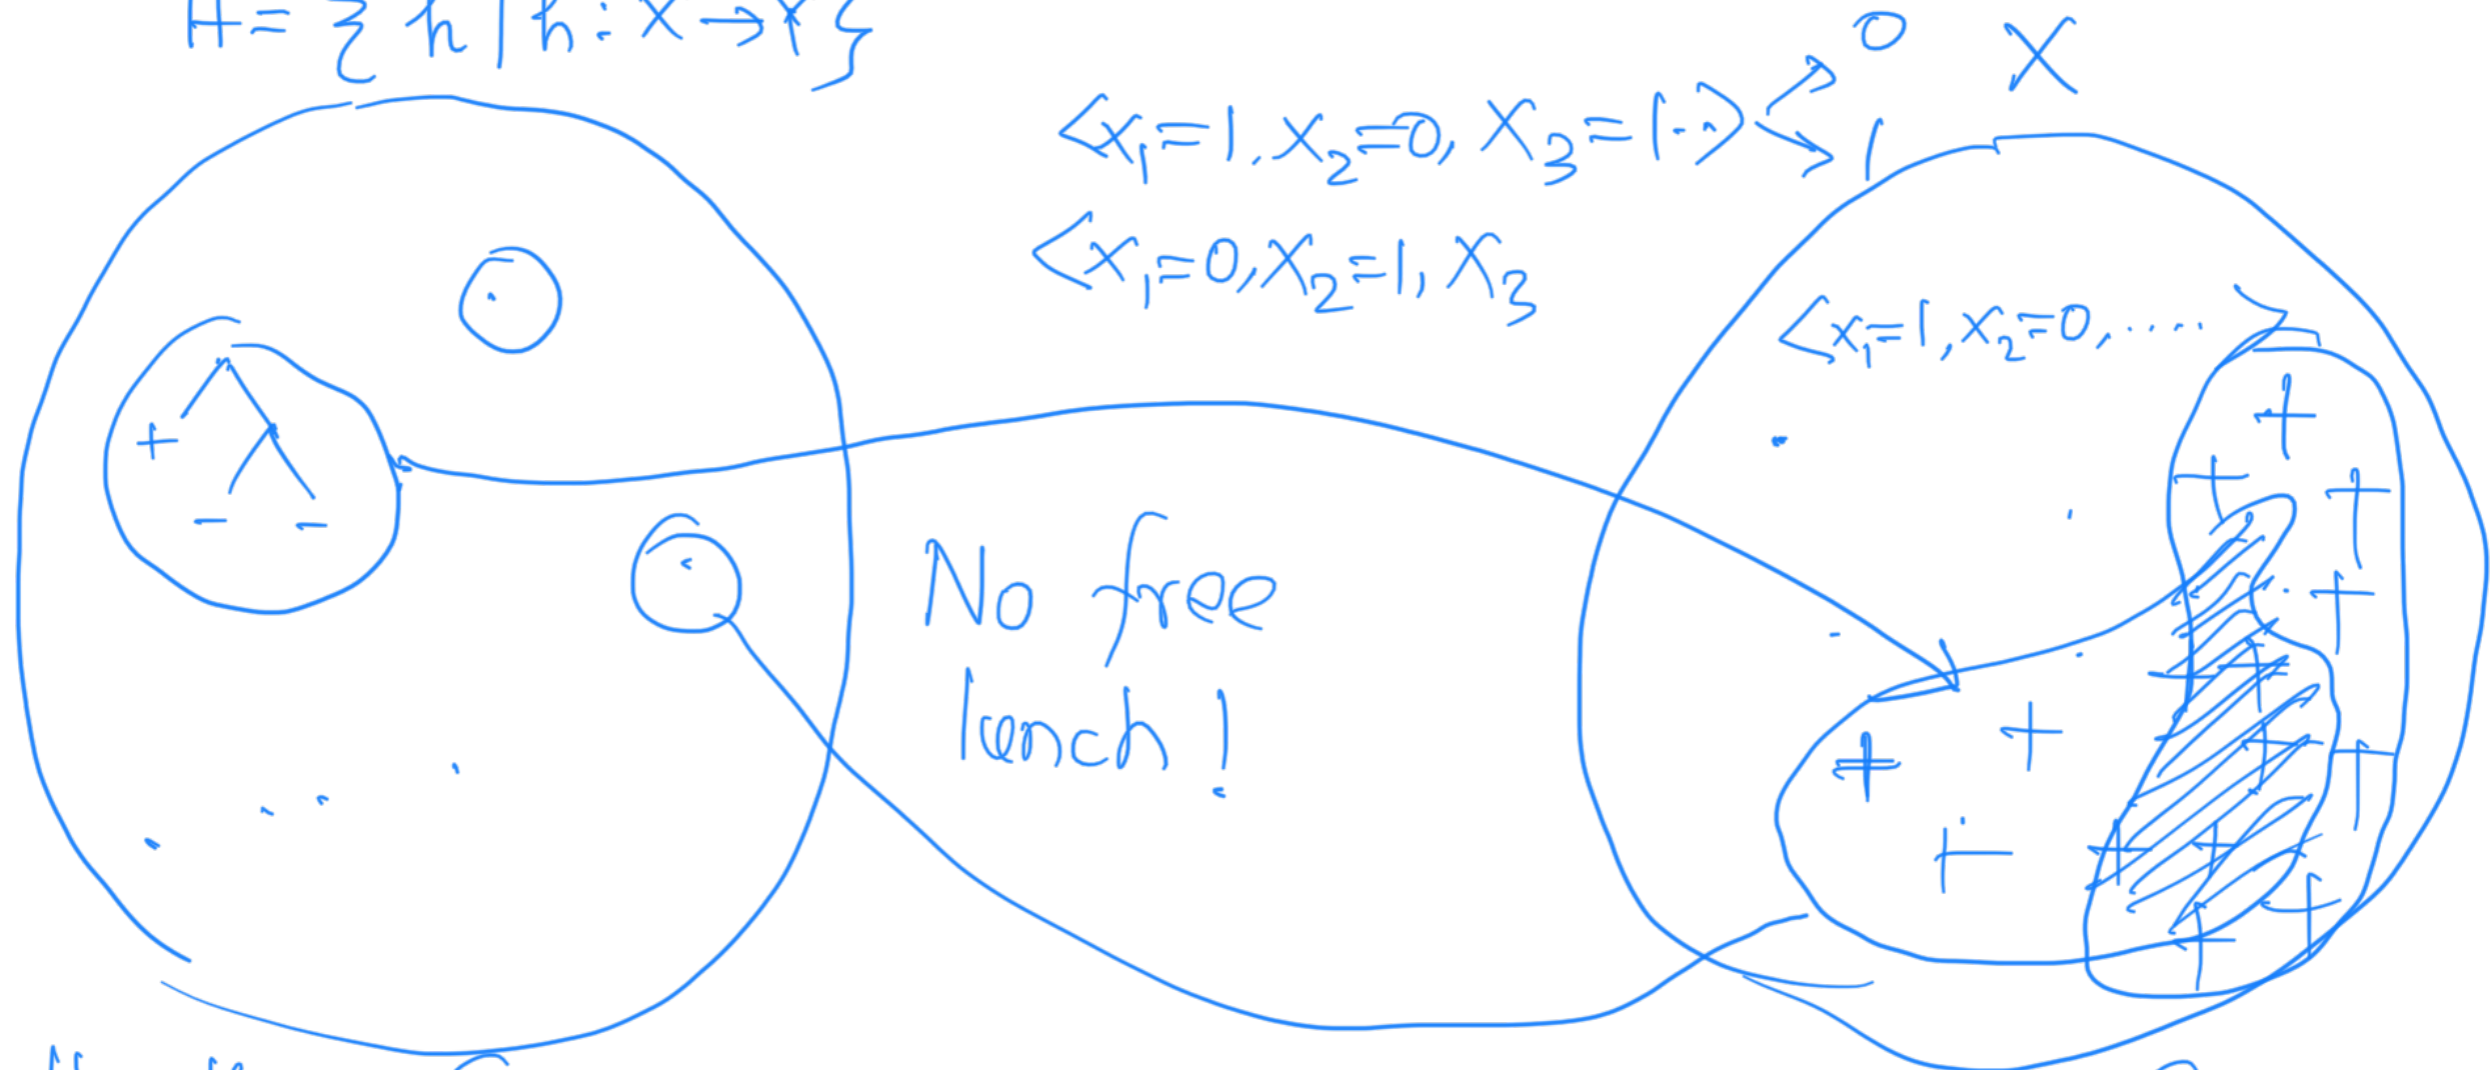 H = { h | h : X → Y }
X
<x₁=1, x₂=0, x₃=1..> → 0
→ 1
<x₁=0, x₂=1, x₃
<x₁=1, x₂=0, .....>
+
- -
No free
lunch!
+ + +
+ +
+ + +
+ +
+ + + +
+